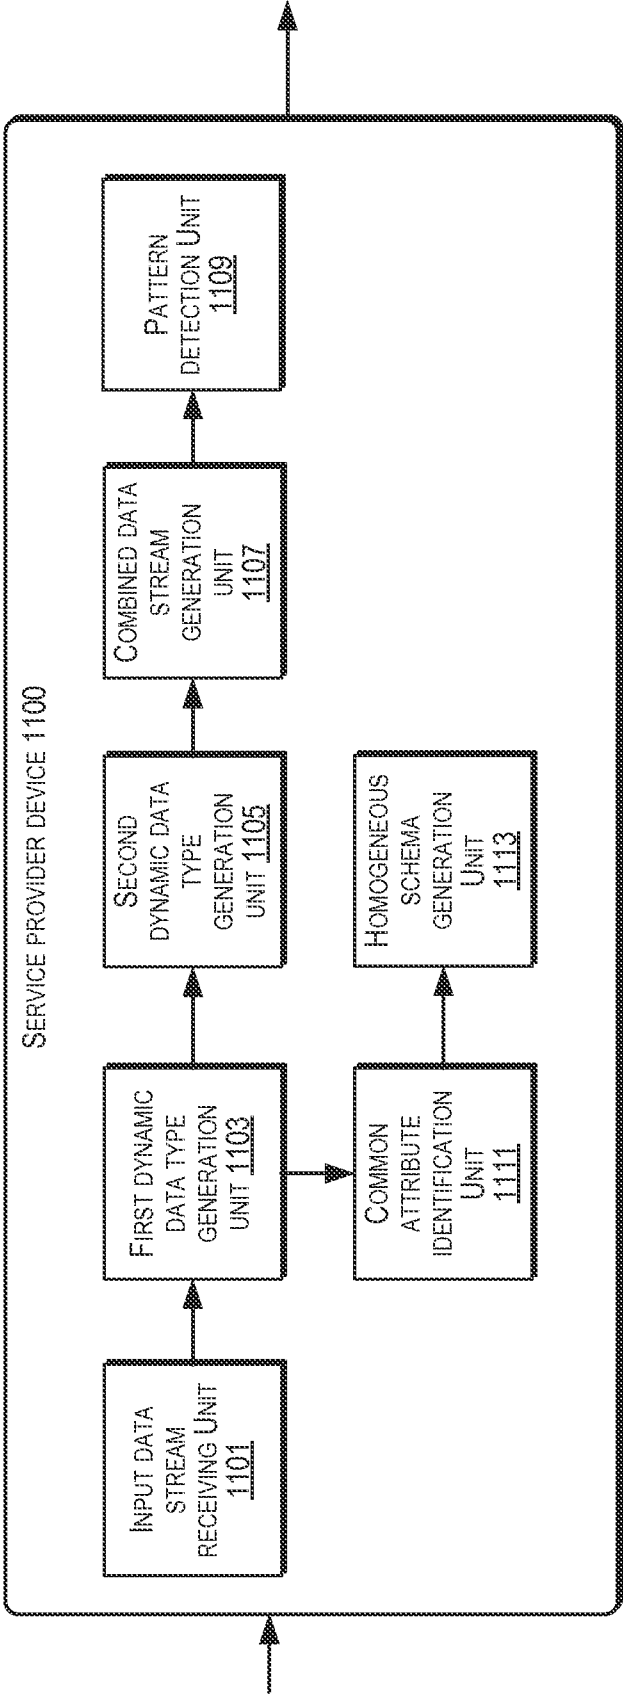 SERVICE PROVIDER DEVICE 1100
INPUT DATA
STREAM
RECEIVING UNIT
1101
FIRST DYNAMIC
DATA TYPE
GENERATION
UNIT 1103
SECOND
DYNAMIC DATA
TYPE
GENERATION
UNIT 1105
COMBINED DATA
STREAM
GENERATION
UNIT
1107
PATTERN
DETECTION UNIT
1109
COMMON
ATTRIBUTE
IDENTIFICATION
UNIT
1111
HOMOGENEOUS
SCHEMA
GENERATION
UNIT
1113